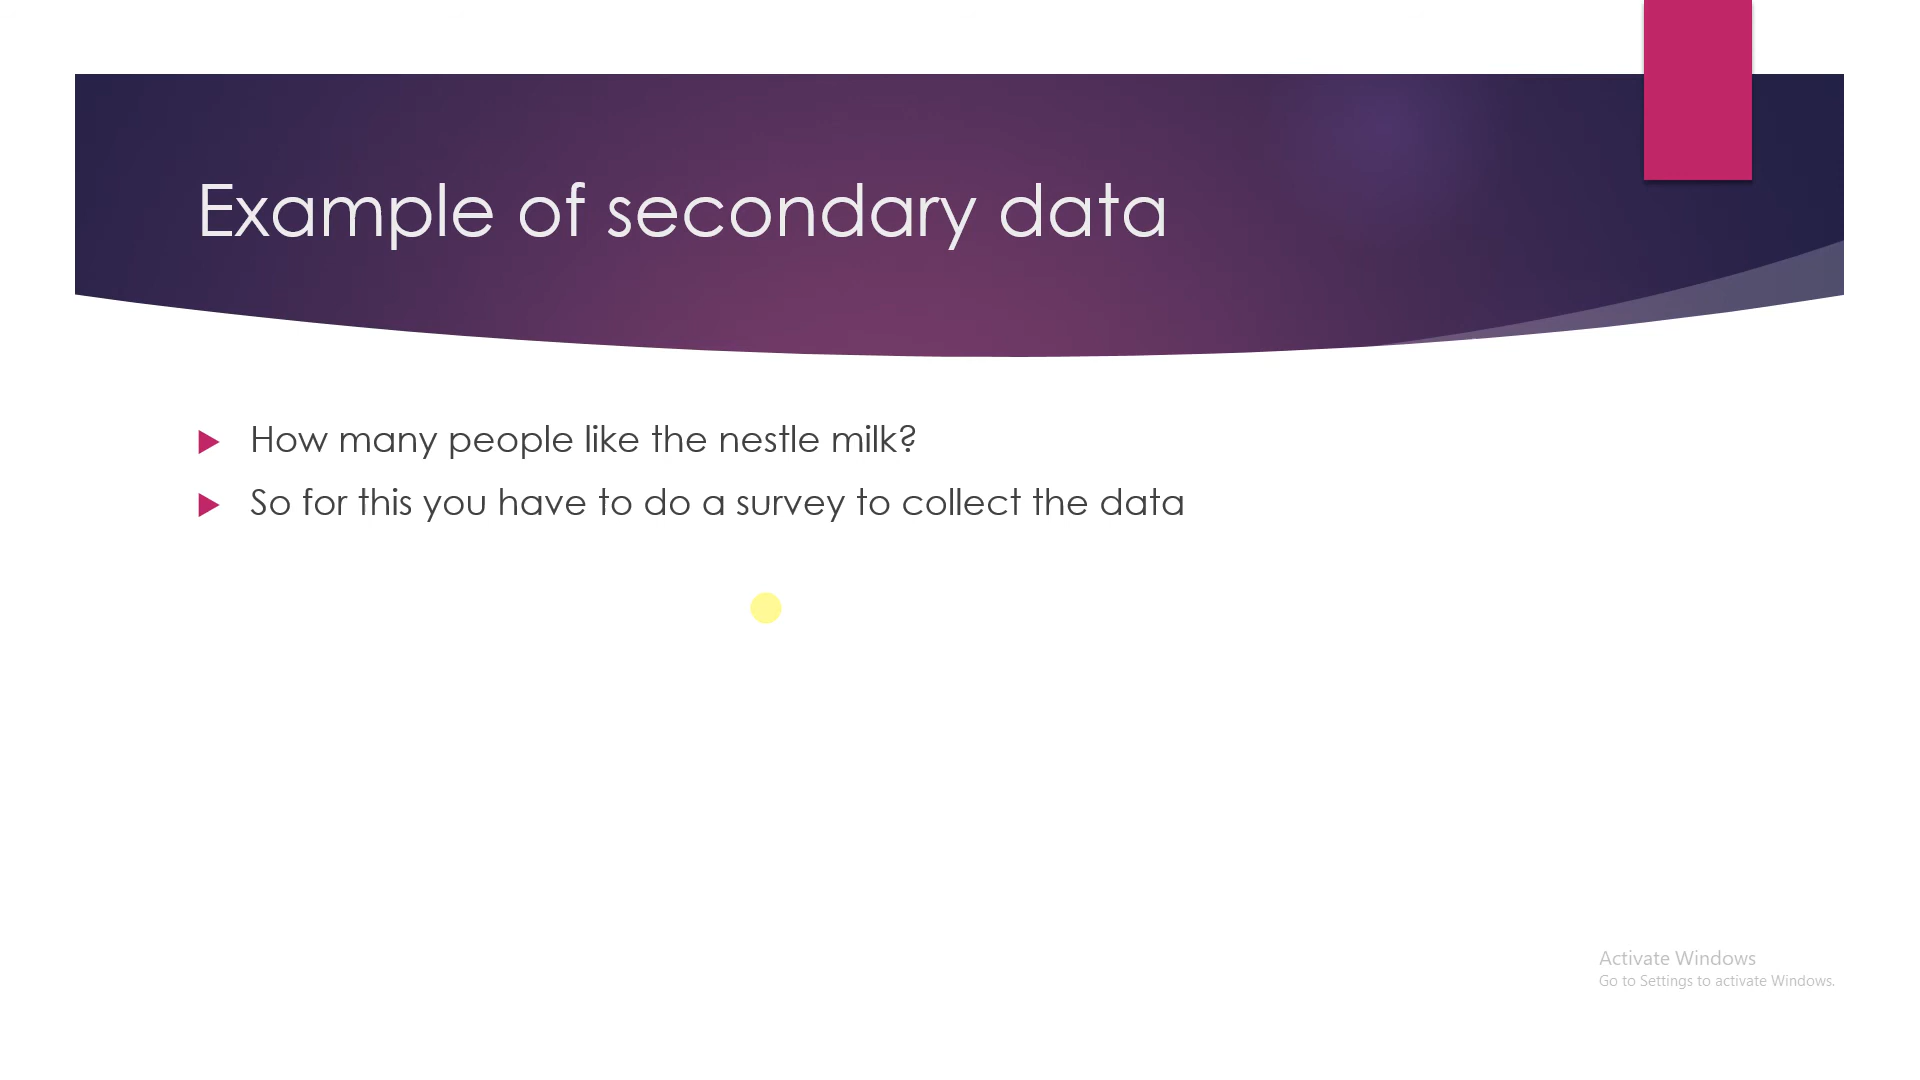 Example of secondary data
How many people like the nestle milk?
So for this you have to do a survey to collect the data
Activate Windows
Go to Settings to activate Windows.